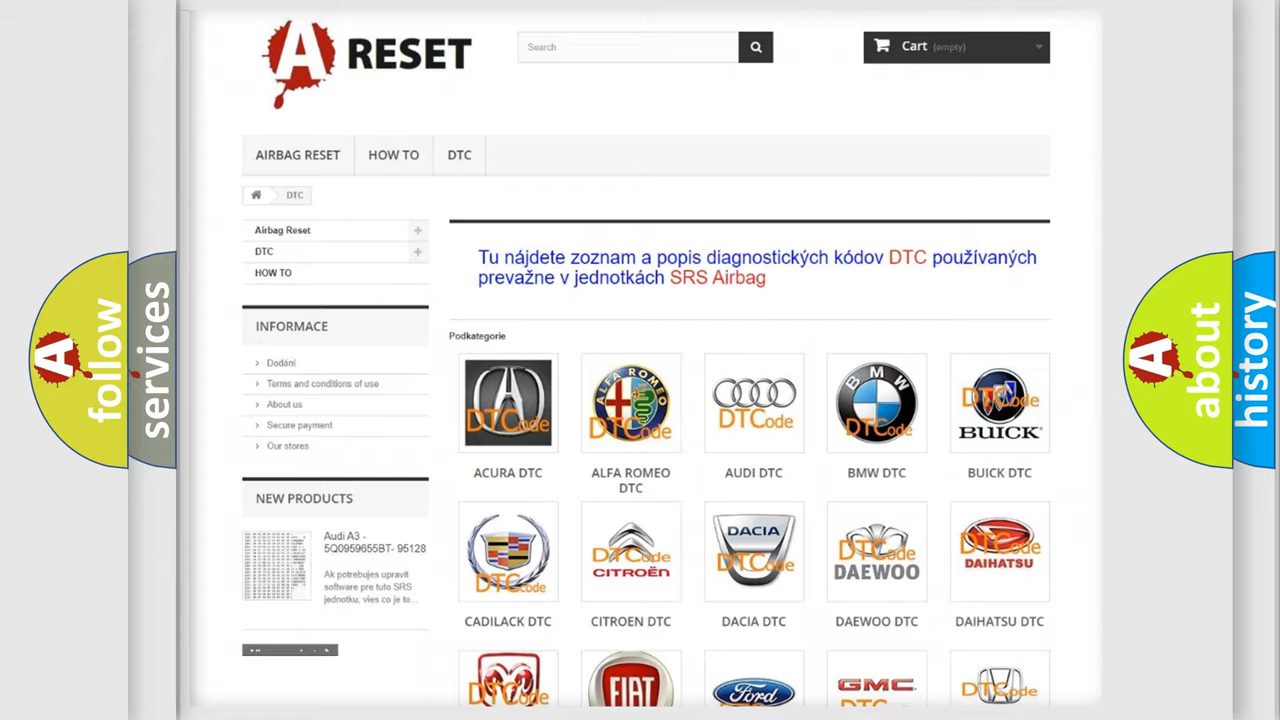 A RESET
Search
Cart (empty)
AIRBAG RESET
HOW TO
DTC
DTC
Airbag Reset
DTC
HOW TO
INFORMACE
Dodání
Terms and conditions of use
About us
Secure payment
Our stores
NEW PRODUCTS
Audi A3 -
5Q0959655BT- 95128
Ak potrebujes upravit
software pre tuto SRS
jednotku, vies co je to...
Tu nájdete zoznam a popis diagnostických kódov DTC používaných
prevažne v jednotkách SRS Airbag
Podkategorie
DTCode
ALFA ROMEO
DTCode
DTCode
BMW
DTCode
DTCode
BUICK
ACURA DTC
ALFA ROMEO
DTC
AUDI DTC
BMW DTC
BUICK DTC
DTCode
DTCode
CITROËN
DACIA
DTCode
DTCode
DAEWOO
DTCode
DAIHATSU
CADILACK DTC
CITROEN DTC
DACIA DTC
DAEWOO DTC
DAIHATSU DTC
DTCode
FIAT
Ford
GMC
DTCode
A follow
services
A about
history